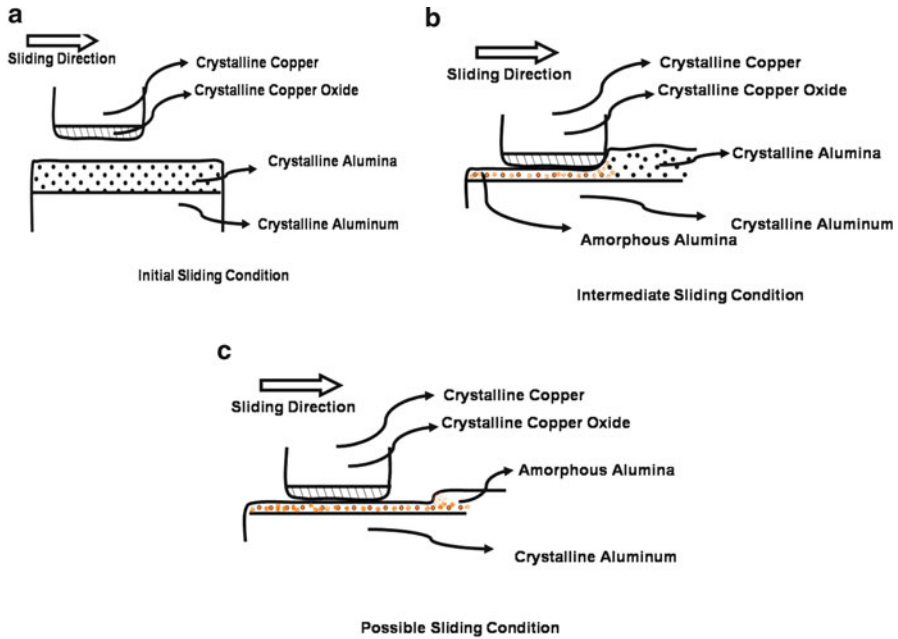 a
Sliding Direction
Crystalline Copper
Crystalline Copper Oxide
Crystalline Alumina
Crystalline Aluminum
Initial Sliding Condition
b
Sliding Direction
Crystalline Copper
Crystalline Copper Oxide
Crystalline Alumina
Crystalline Aluminum
Amorphous Alumina
Intermediate Sliding Condition
c
Sliding Direction
Crystalline Copper
Crystalline Copper Oxide
Amorphous Alumina
Crystalline Aluminum
Possible Sliding Condition